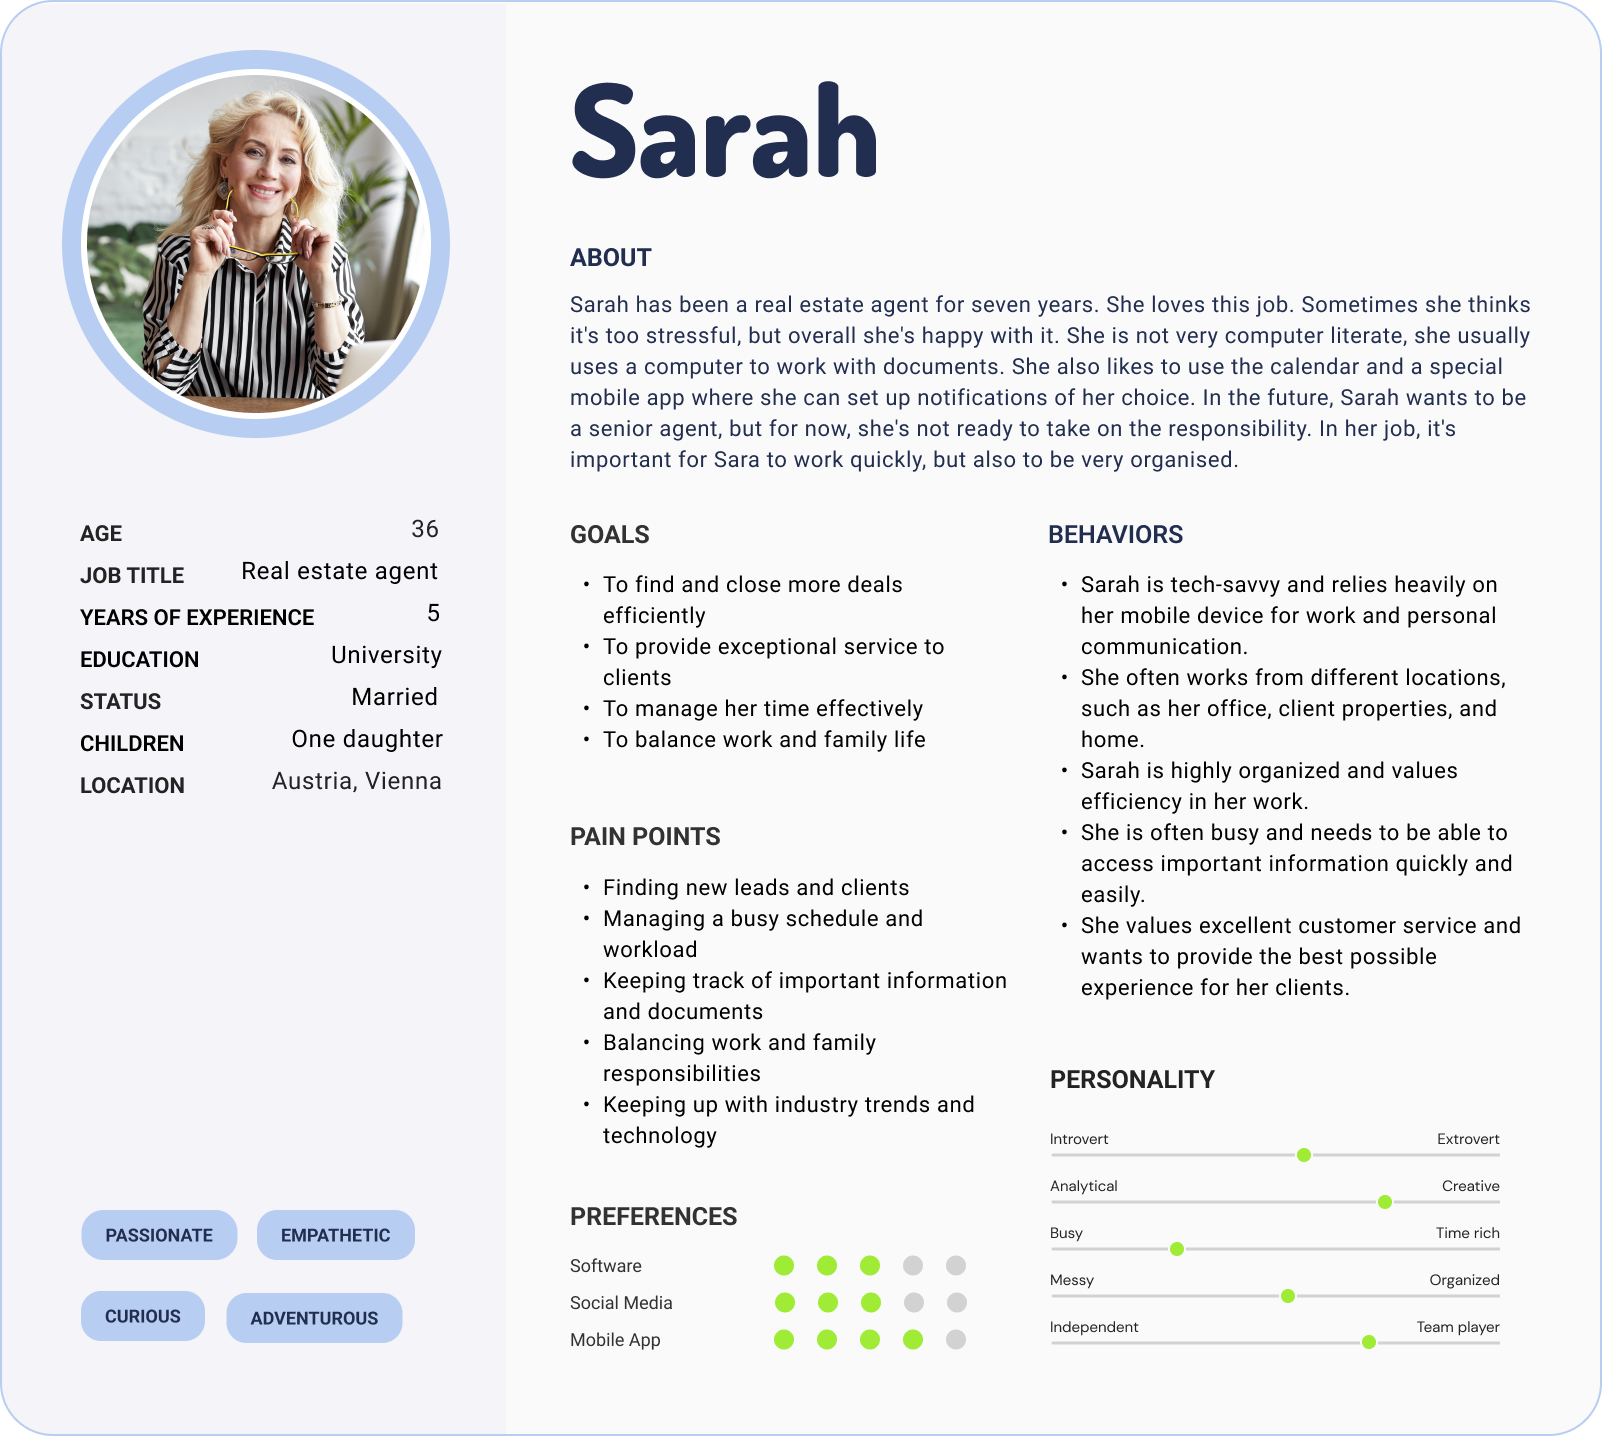 Sarah
ABOUT
Sarah has been a real estate agent for seven years. She loves this job. Sometimes she thinks
it's too stressful, but overall she's happy with it. She is not very computer literate, she usually
uses a computer to work with documents. She also likes to use the calendar and a special
mobile app where she can set up notifications of her choice. In the future, Sarah wants to be
a senior agent, but for now, she's not ready to take on the responsibility. In her job, it's
important for Sara to work quickly, but also to be very organised.
AGE 36
JOB TITLE Real estate agent
YEARS OF EXPERIENCE 5
EDUCATION University
STATUS Married
CHILDREN One daughter
LOCATION Austria, Vienna
PASSIONATE EMPATHETIC
CURIOUS ADVENTUROUS
GOALS
• To find and close more deals
efficiently
• To provide exceptional service to
clients
• To manage her time effectively
• To balance work and family life
PAIN POINTS
• Finding new leads and clients
• Managing a busy schedule and
workload
• Keeping track of important information
and documents
• Balancing work and family
responsibilities
• Keeping up with industry trends and
technology
PREFERENCES
Software
Social Media
Mobile App
BEHAVIORS
• Sarah is tech-savvy and relies heavily on
her mobile device for work and personal
communication.
• She often works from different locations,
such as her office, client properties, and
home.
• Sarah is highly organized and values
efficiency in her work.
• She is often busy and needs to be able to
access important information quickly and
easily.
• She values excellent customer service and
wants to provide the best possible
experience for her clients.
PERSONALITY
Introvert Extrovert
Analytical Creative
Busy Time rich
Messy Organized
Independent Team player